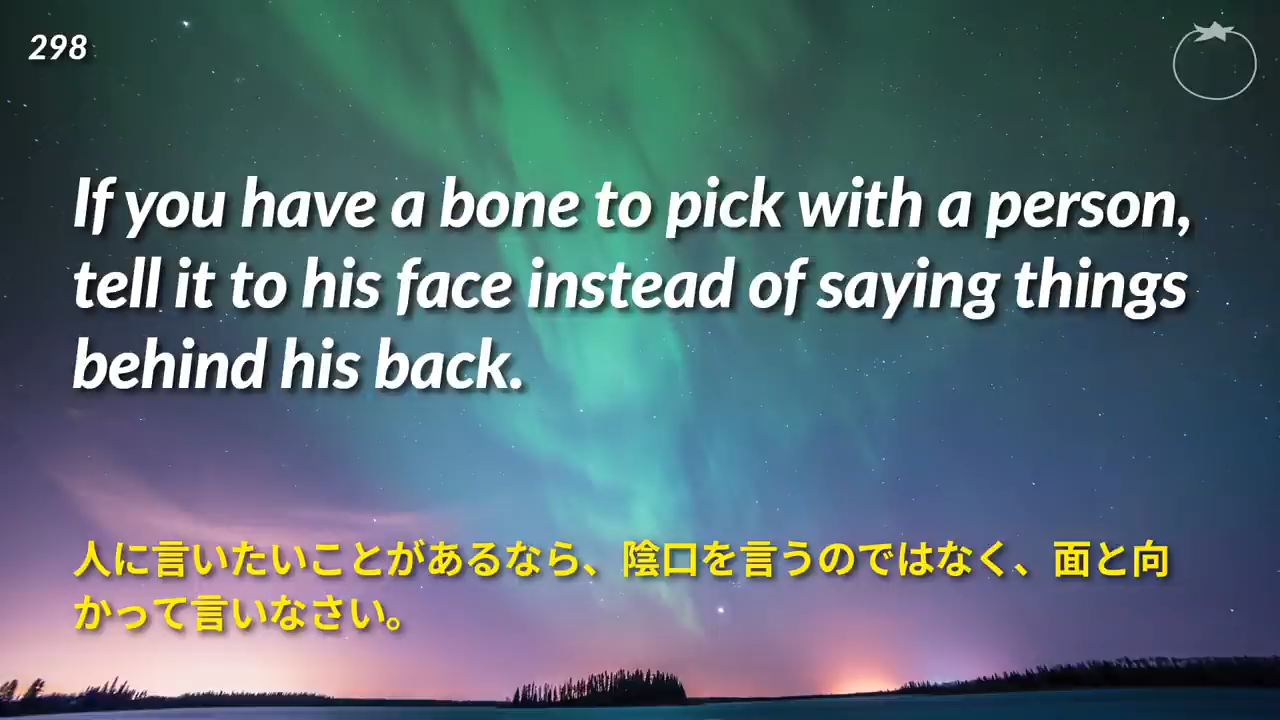 298
If you have a bone to pick with a person,
tell it to his face instead of saying things
behind his back.
人に言いたいことがあるなら、陰口を言うのではなく、面と向
かって言いなさい。